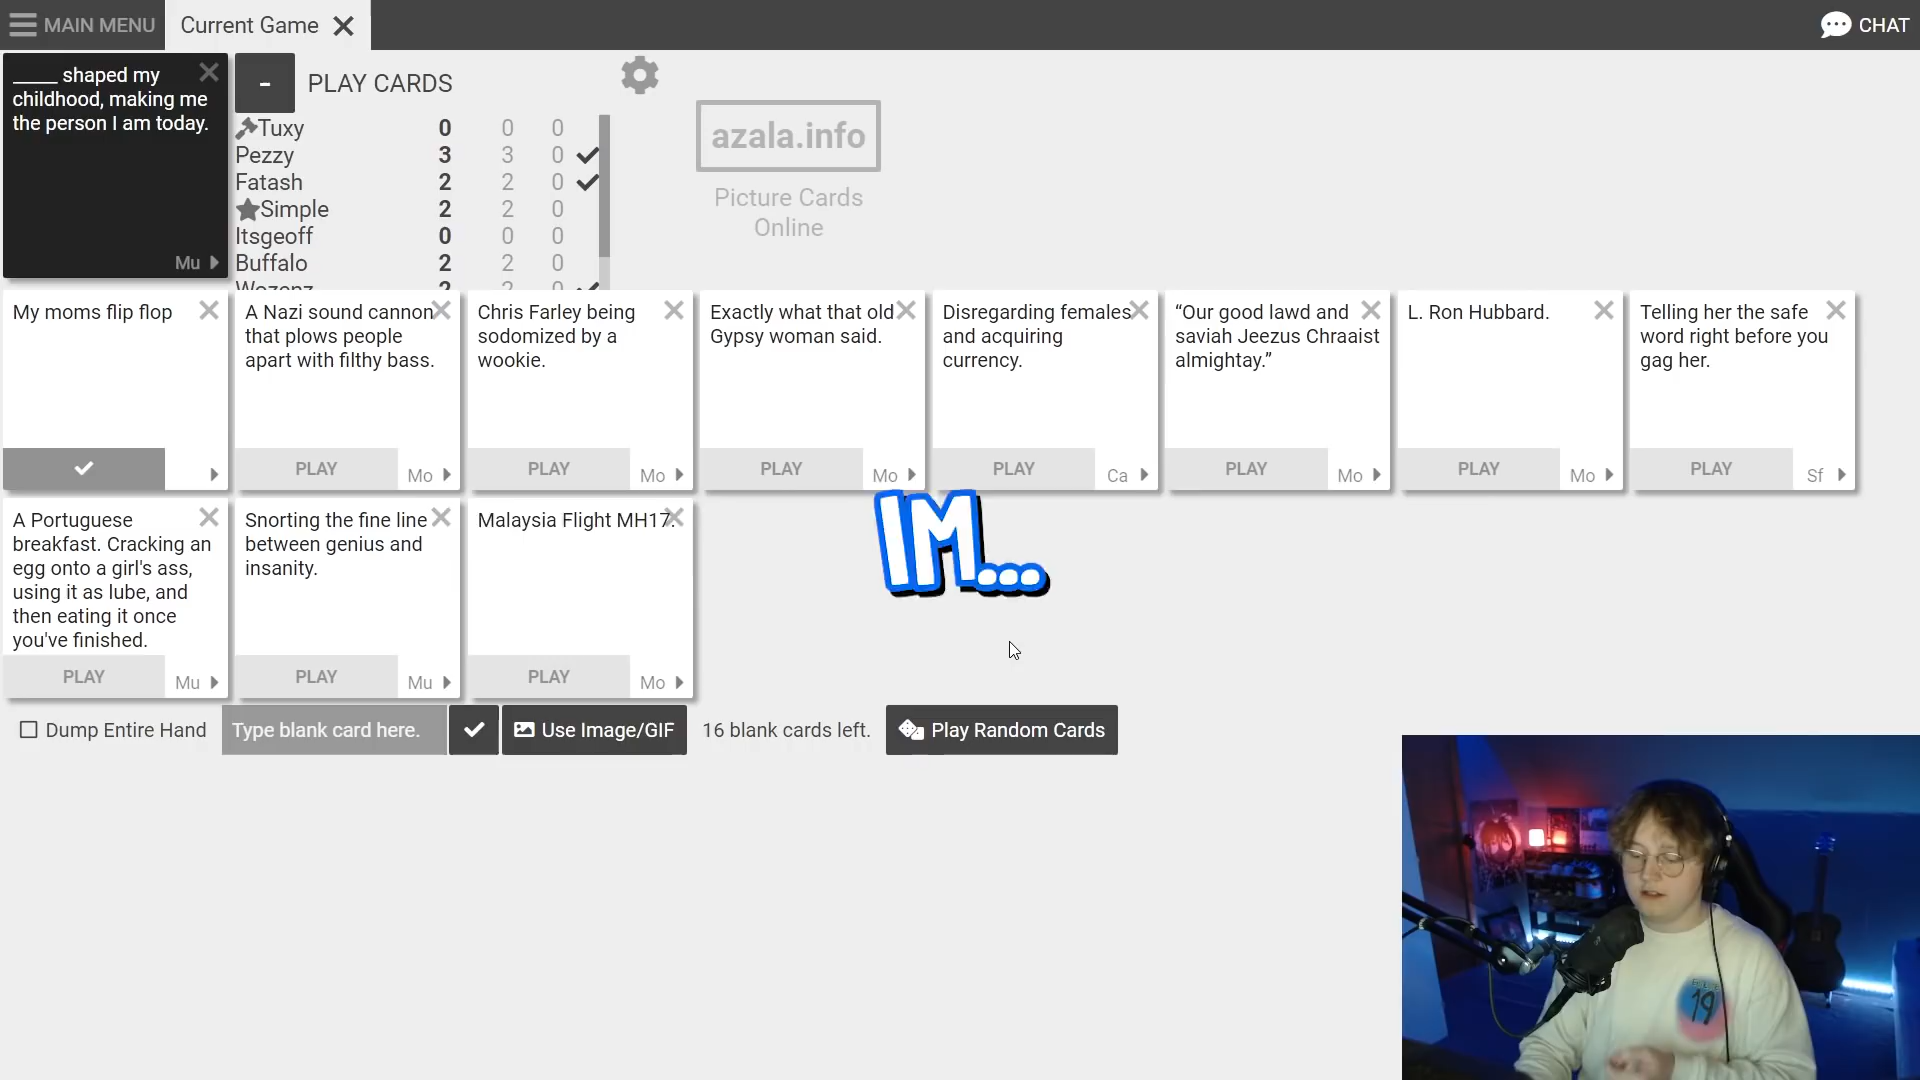 MAIN MENU
Current Game
CHAT
_____ shaped my
childhood, making me
the person I am today.
Mu
-
PLAY CARDS
Tuxy 0 0 0
Pezzy 3 3 0
Fatash 2 2 0
Simple 2 2 0
Itsgeoff 0 0 0
Buffalo 2 2 0
azala.info
Picture Cards
Online
My moms flip flop
A Nazi sound cannon
that plows people
apart with filthy bass.
PLAY
Mo
Chris Farley being
sodomized by a
wookie.
PLAY
Mo
Exactly what that old
Gypsy woman said.
PLAY
Mo
Disregarding females
and acquiring
currency.
PLAY
Ca
“Our good lawd and
saviah Jeezus Chraaist
almightay.”
PLAY
Mo
L. Ron Hubbard.
PLAY
Mo
Telling her the safe
word right before you
gag her.
PLAY
Sf
A Portuguese
breakfast. Cracking an
egg onto a girl's ass,
using it as lube, and
then eating it once
you've finished.
PLAY
Mu
Snorting the fine line
between genius and
insanity.
PLAY
Mu
Malaysia Flight MH17.
PLAY
Mo
IM...
Dump Entire Hand
Type blank card here.
Use Image/GIF
16 blank cards left.
Play Random Cards
19